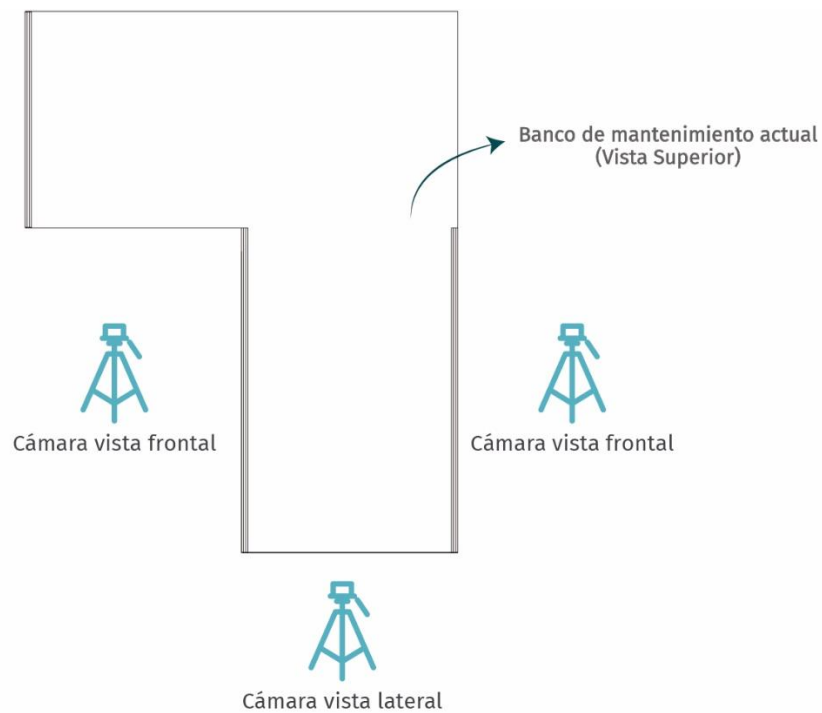 Banco de mantenimiento actual
(Vista Superior)
Cámara vista frontal
Cámara vista frontal
Cámara vista lateral